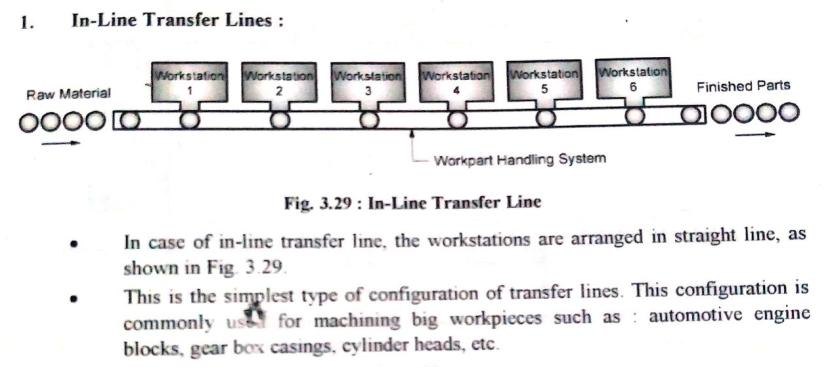 1. In-Line Transfer Lines :
Workstation 1 Workstation 2 Workstation 3 Workstation 4 Workstation 5 Workstation 6
Raw Material
Finished Parts
Workpart Handling System
Fig. 3.29 : In-Line Transfer Line
• In case of in-line transfer line, the workstations are arranged in straight line, as
shown in Fig. 3.29.
• This is the simplest type of configuration of transfer lines. This configuration is
commonly used for machining big workpieces such as : automotive engine
blocks, gear box casings, cylinder heads, etc.